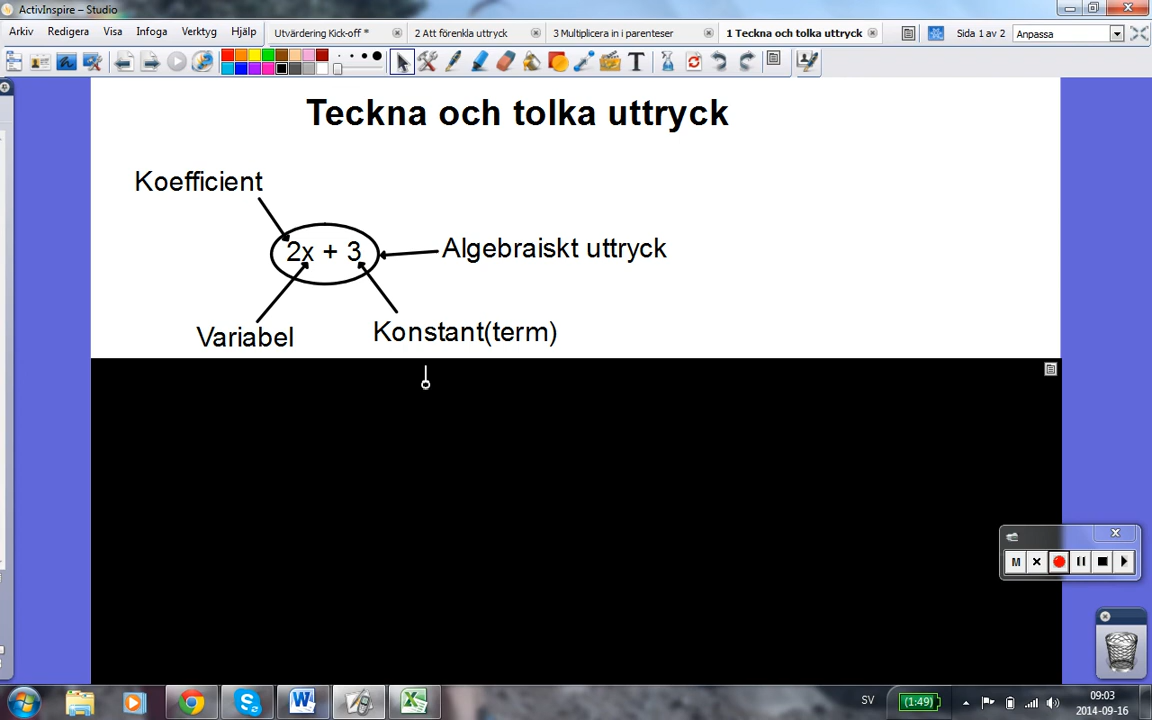 ActivInspire – Studio
Arkiv Redigera Visa Infoga Verktyg Hjälp
Utvärdering Kick-off * 2 Att förenkla uttryck 3 Multiplicera in i parenteser 1 Teckna och tolka uttryck
Sida 1 av 2 Anpassa
Teckna och tolka uttryck
Koefficient
2x + 3
Algebraiskt uttryck
Variabel
Konstant(term)
M
SV (1:49) 09:03
2014-09-16